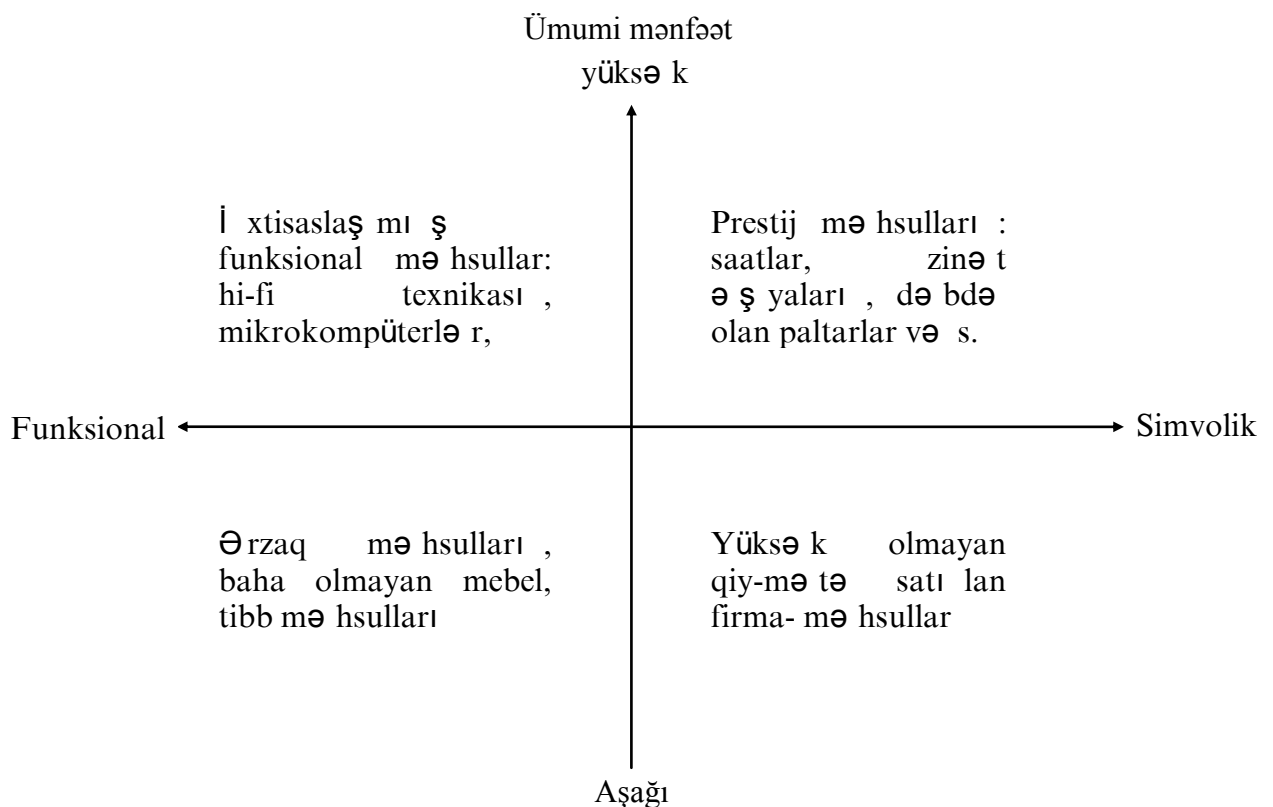 Ümumi mənfəət
yüksək
İxtisaslaşmış
funksional məhsullar:
hi-fi texnikası,
mikrokompüterlər,
Prestij məhsulları:
saatlar, zinət
əşyaları, dəbdə
olan paltarlar və s.
Funksional
Simvolik
Ərzaq məhsulları,
baha olmayan mebel,
tibb məhsulları
Yüksək olmayan
qiy-mətə satılan
firma- məhsullar
Aşağı